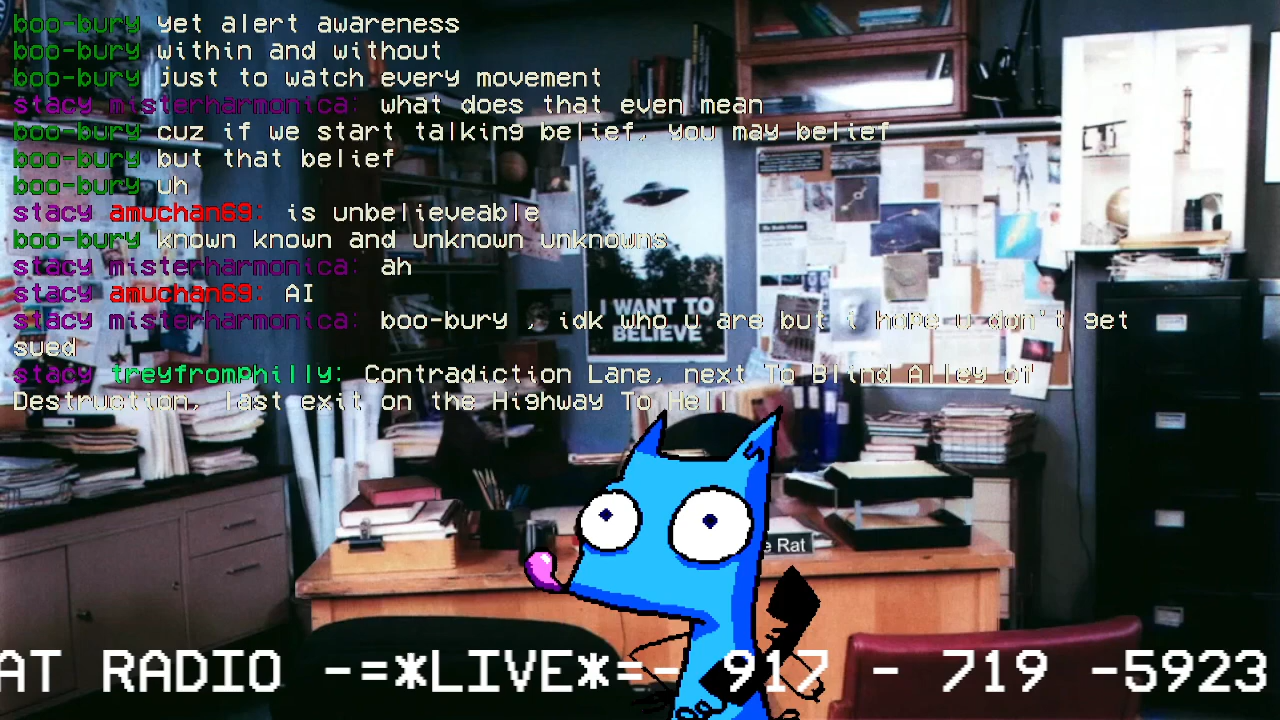 boo-bury yet alert awareness
boo-bury within and without
boo-bury just to watch every movement
stacy misterharmonica: what does that even mean
boo-bury cuz if we start talking belief, you may belief
boo-bury but that belief
boo-bury uh
stacy amuchan69: is unbelieveable
boo-bury known known and unknown unknowns
stacy misterharmonica: ah
stacy amuchan69: AI
stacy misterharmonica: boo-bury , idk who u are but i hope u don't get
sued
stacy treyfromphilly: Contradiction Lane, next To Blind Alley of
Destruction, last exit on the Highway To Hell
I WANT TO
BELIEVE
e Rat
AT RADIO -=*LIVE*=- 917 - 719 -5923